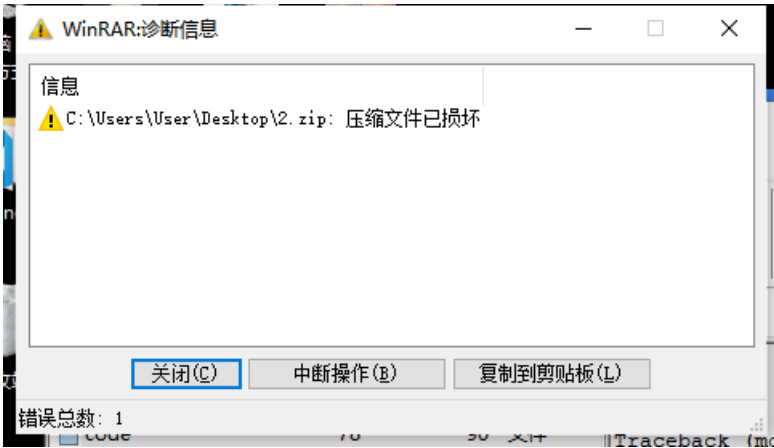 WinRAR:诊断信息
信息
C:\Users\User\Desktop\2.zip: 压缩文件已损坏
关闭(C)
中断操作(B)
复制到剪贴板(L)
错误总数: 1
code 78 90 文件
Traceback (mo